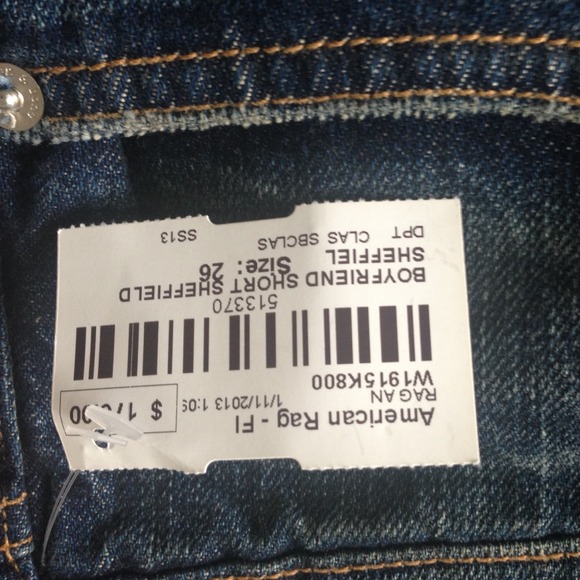 American Rag - FI
RAG AN 1/11/2013 1:09
W1915K800
513370
BOYFRIEND SHORT SHEFFIELD
SHEFFIEL Size: 26
DPT CLAS SBCLAS
SS13